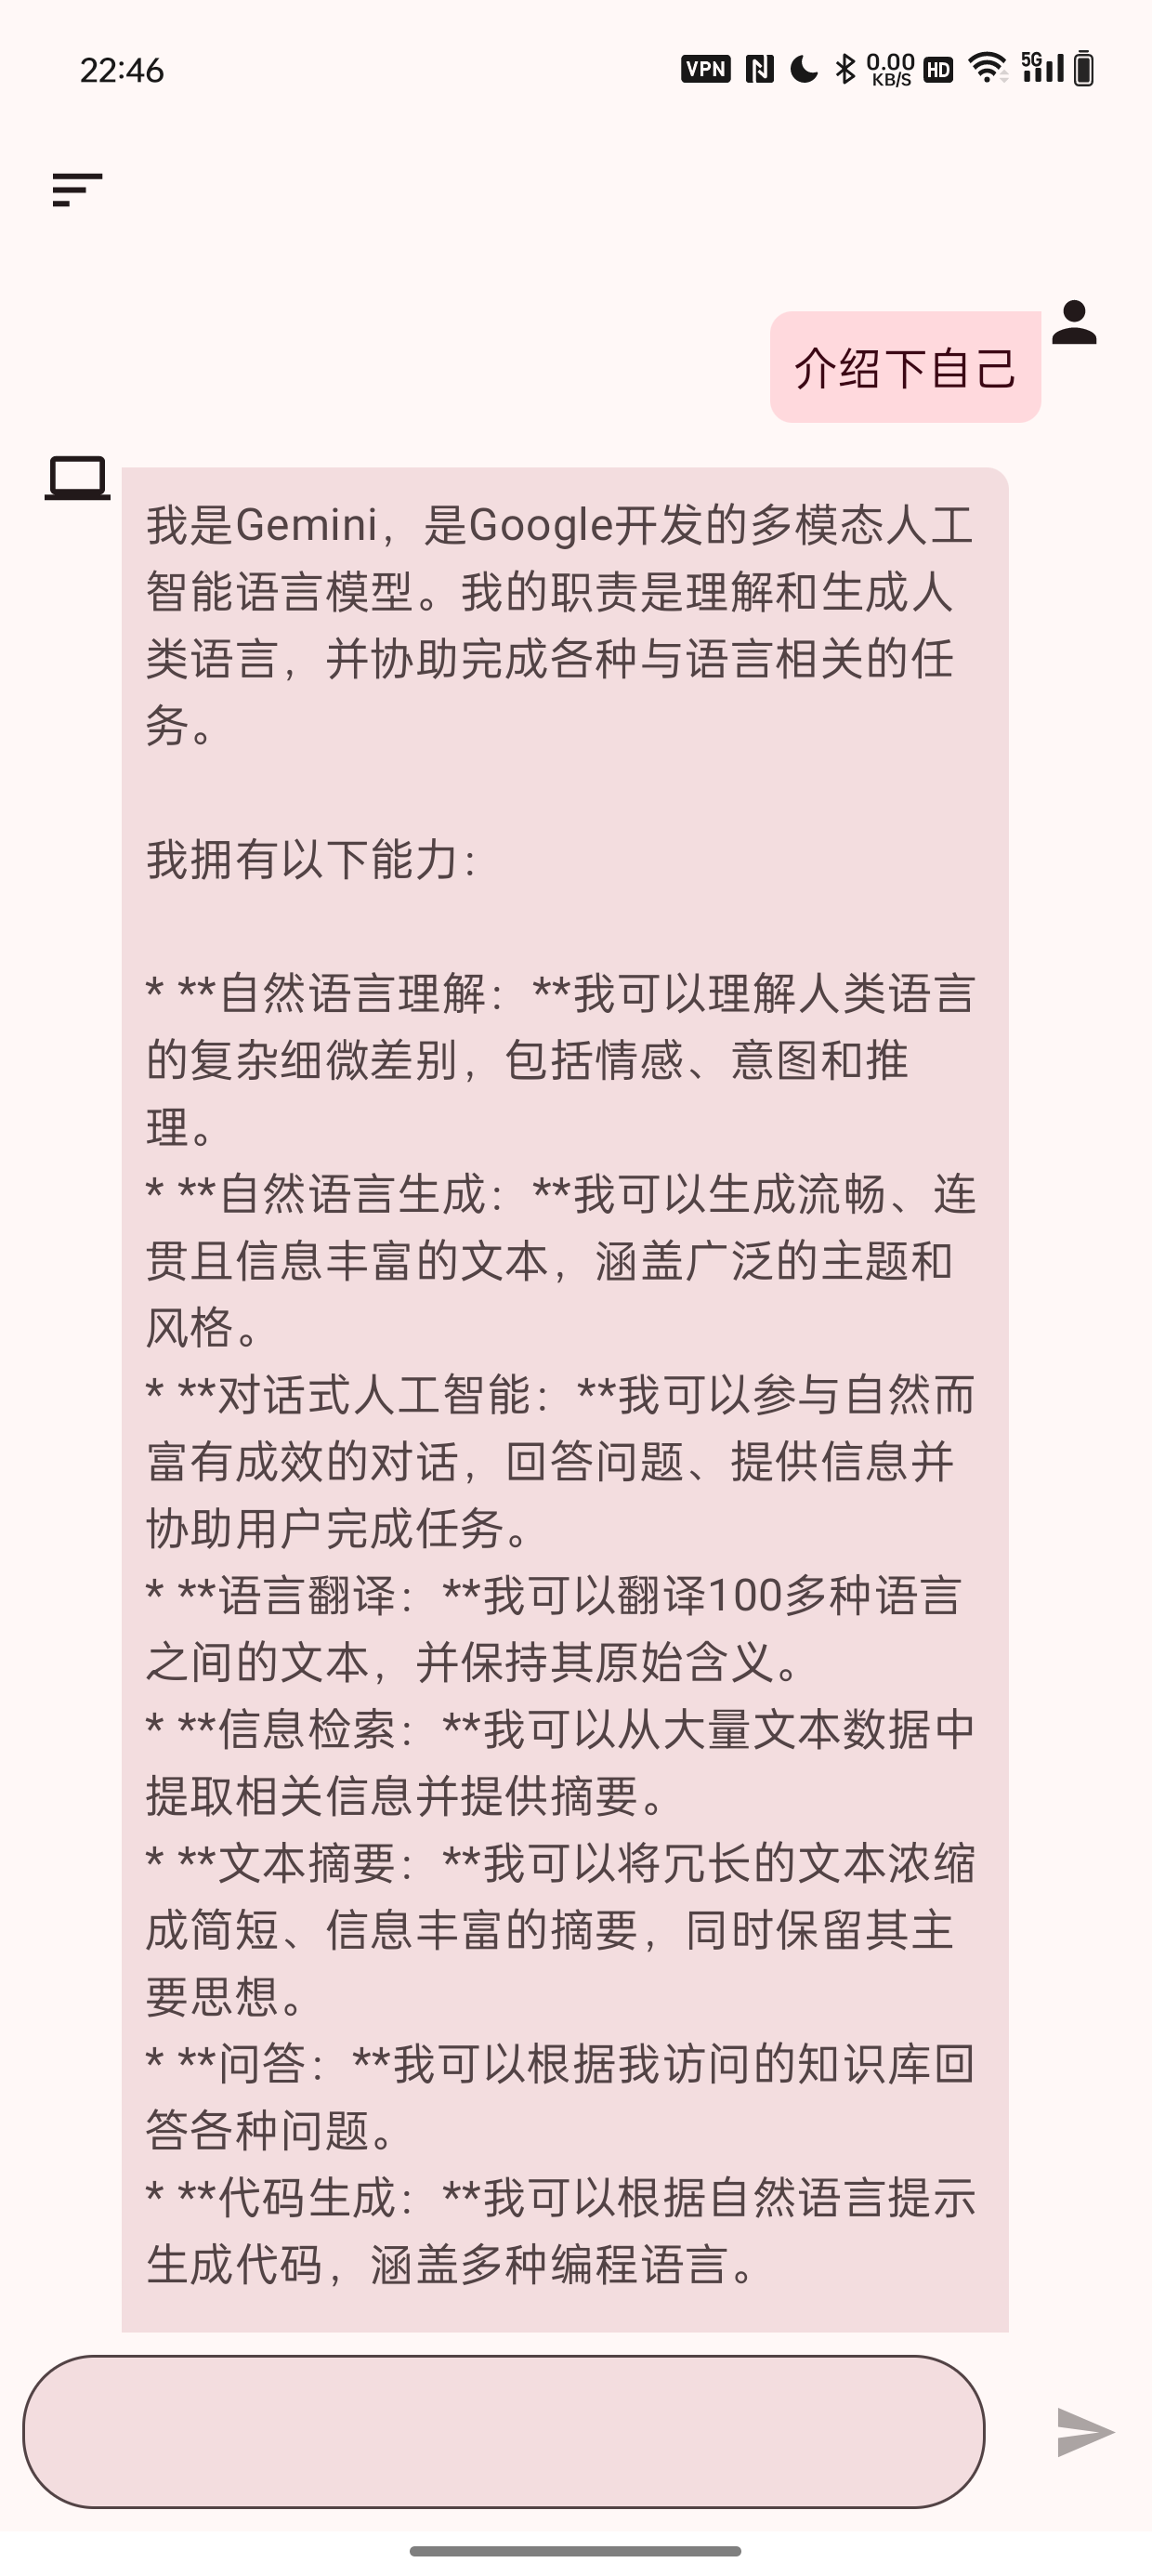 22:46
VPN
0.00
KB/S
HD
5G
介绍下自己
我是Gemini，是Google开发的多模态人工
智能语言模型。我的职责是理解和生成人
类语言，并协助完成各种与语言相关的任
务。
我拥有以下能力：
* **自然语言理解：**我可以理解人类语言
的复杂细微差别，包括情感、意图和推
理。
* **自然语言生成：**我可以生成流畅、连
贯且信息丰富的文本，涵盖广泛的主题和
风格。
* **对话式人工智能：**我可以参与自然而
富有成效的对话，回答问题、提供信息并
协助用户完成任务。
* **语言翻译：**我可以翻译100多种语言
之间的文本，并保持其原始含义。
* **信息检索：**我可以从大量文本数据中
提取相关信息并提供摘要。
* **文本摘要：**我可以将冗长的文本浓缩
成简短、信息丰富的摘要，同时保留其主
要思想。
* **问答：**我可以根据我访问的知识库回
答各种问题。
* **代码生成：**我可以根据自然语言提示
生成代码，涵盖多种编程语言。